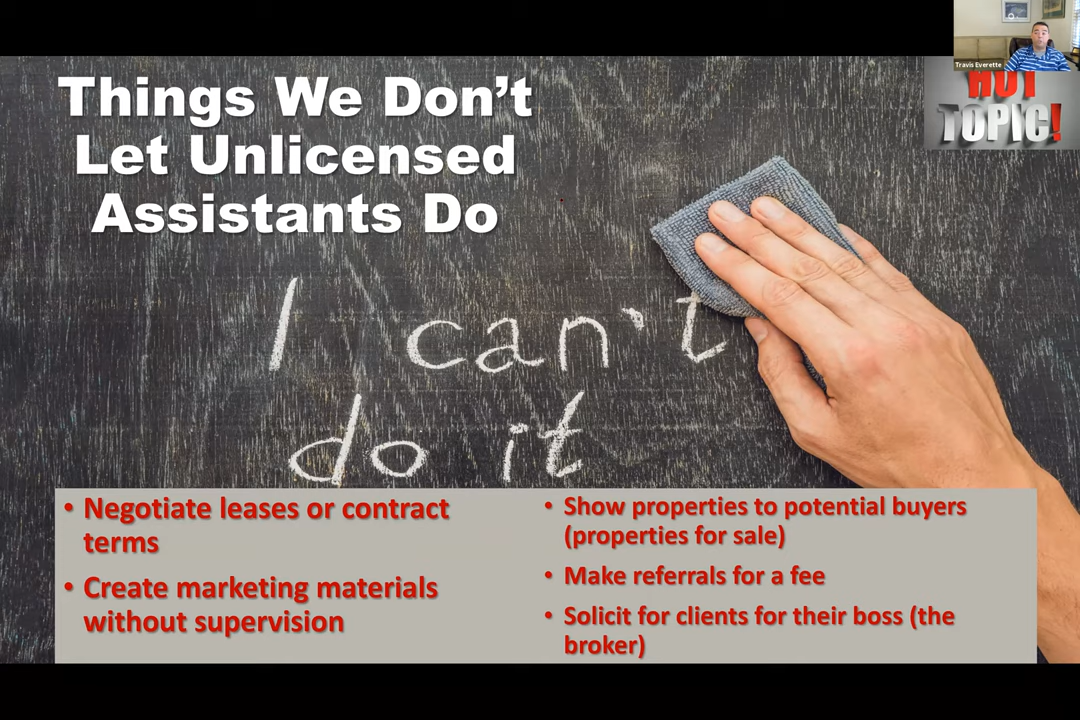 Travis Everette
HOT
TOPIC!
Things We Don't
Let Unlicensed
Assistants Do
I can't
do it
• Negotiate leases or contract
terms
• Create marketing materials
without supervision
• Show properties to potential buyers
(properties for sale)
• Make referrals for a fee
• Solicit for clients for their boss (the
broker)